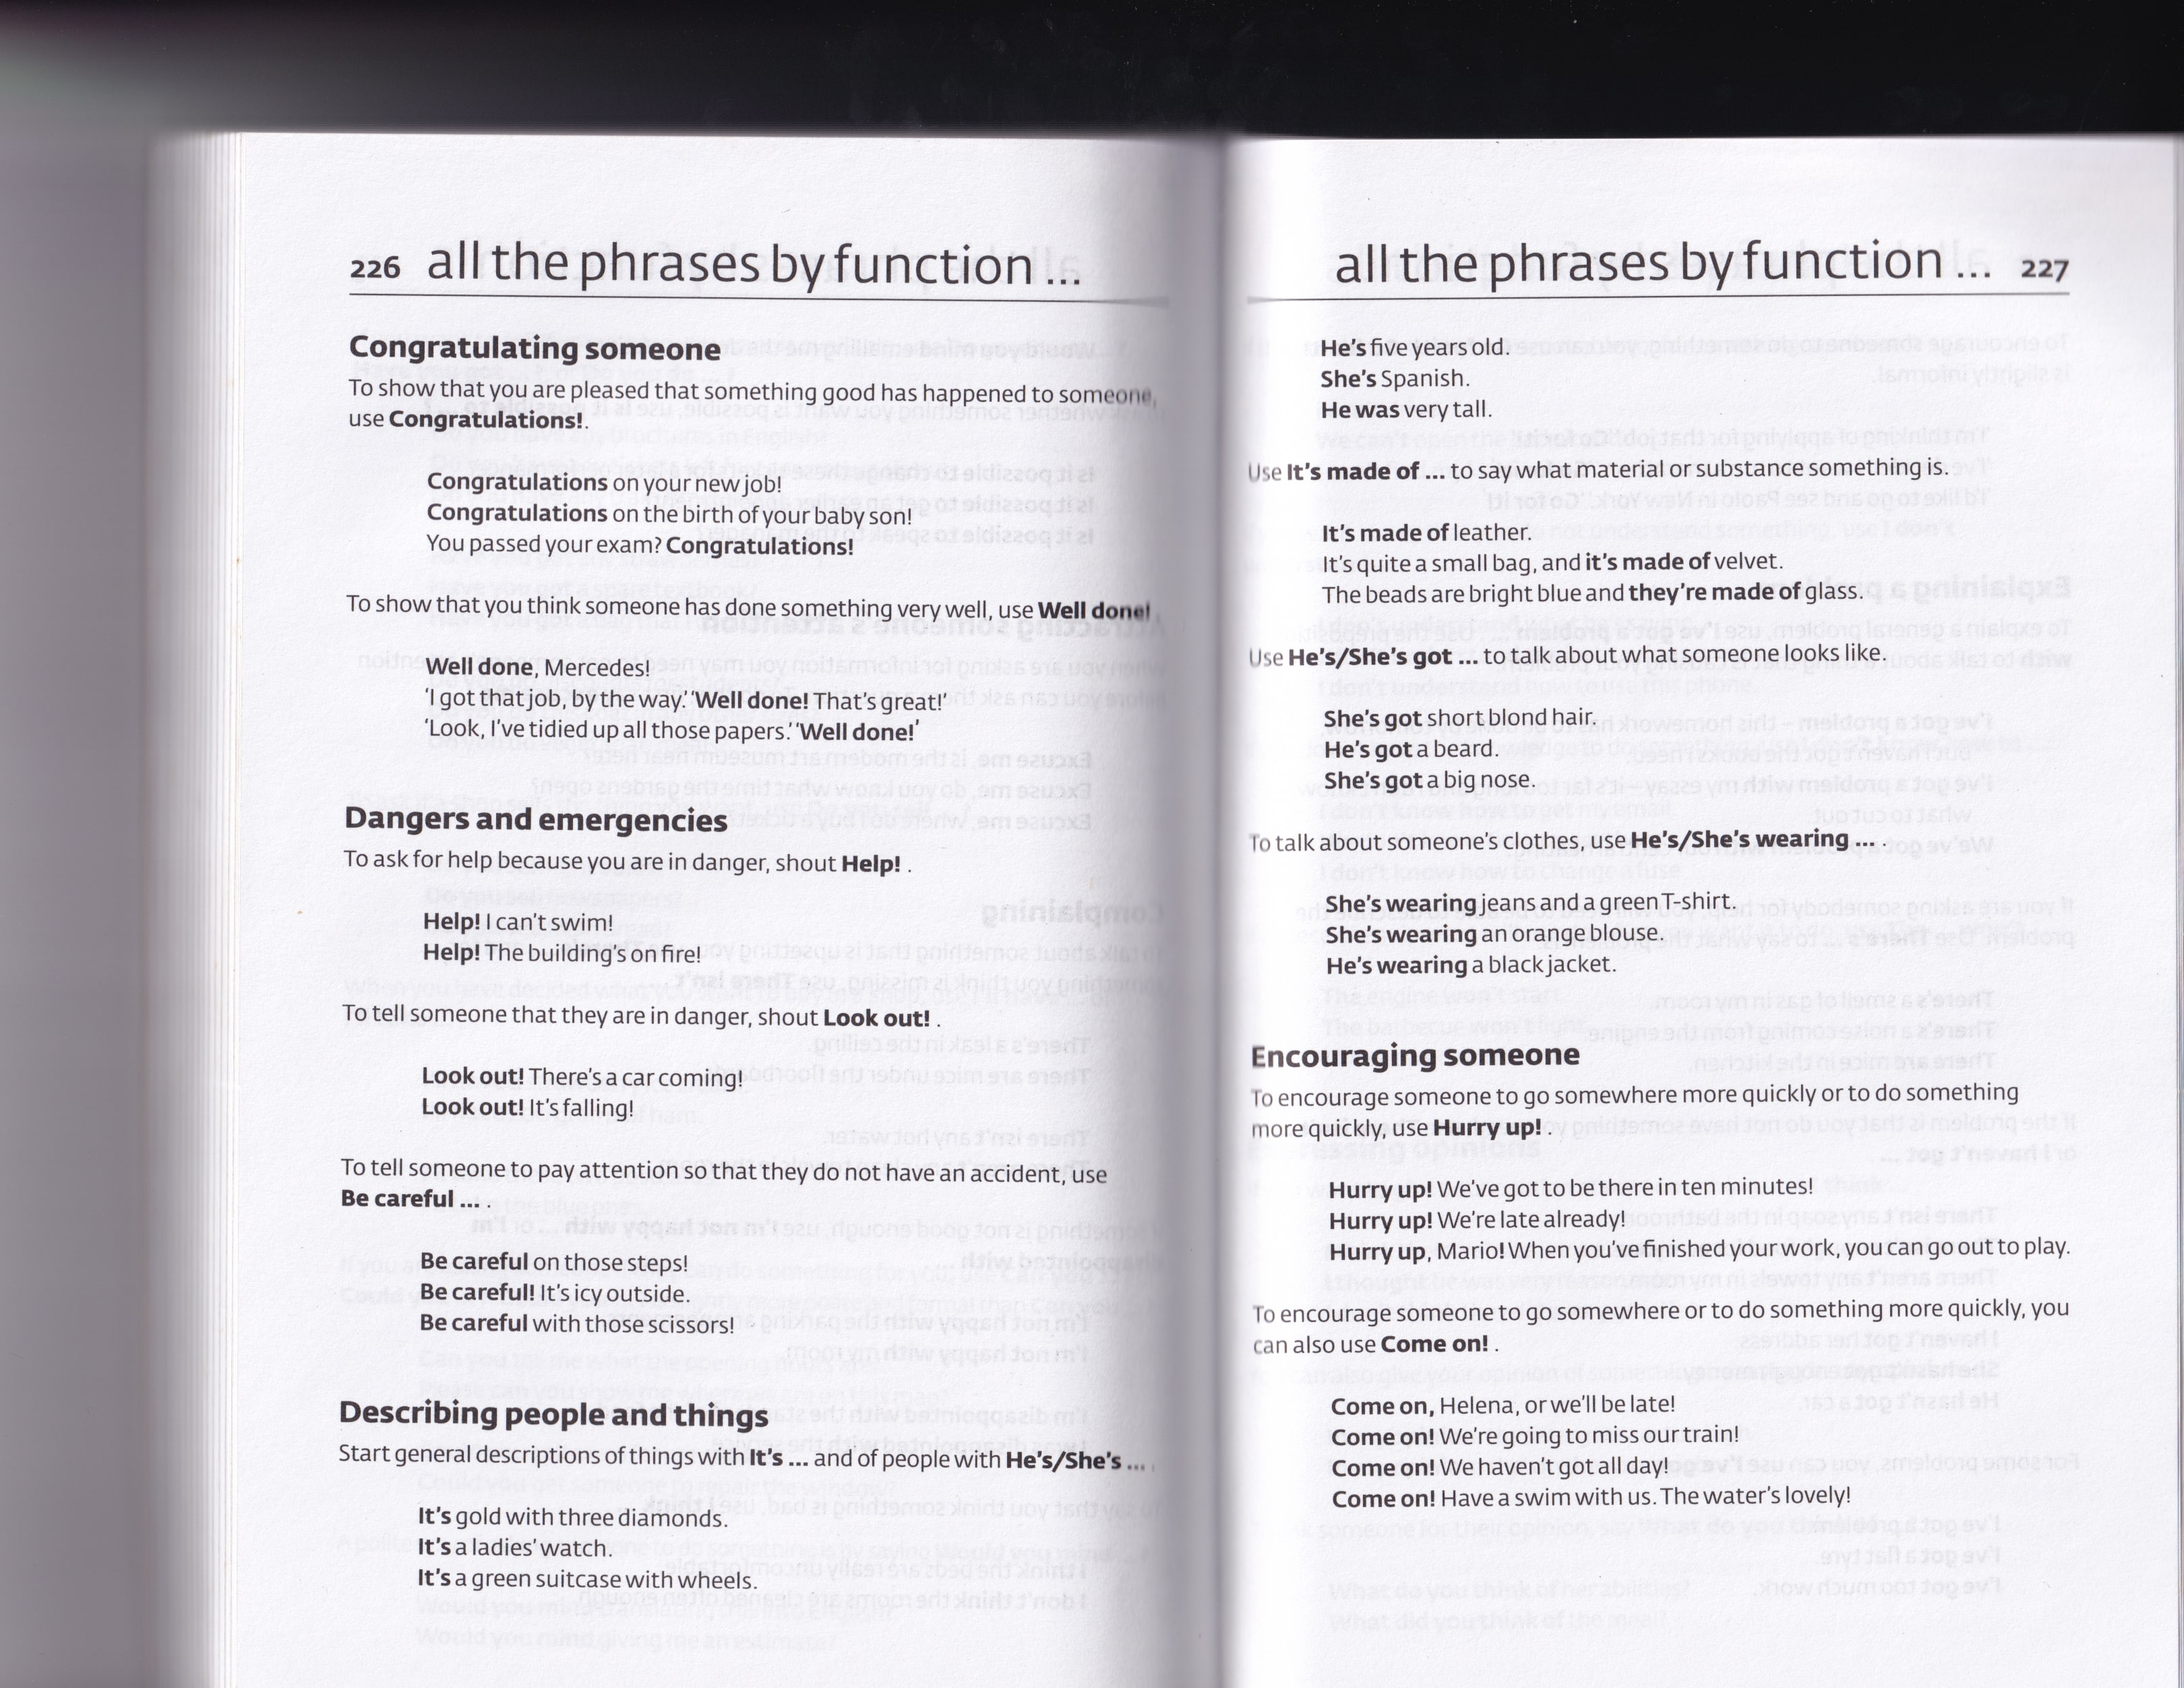 226 all the phrases by function ...
Congratulating someone
To show that you are pleased that something good has happened to someone,
use Congratulations!.
Congratulations on your new job!
Congratulations on the birth of your baby son!
You passed your exam? Congratulations!
To show that you think someone has done something very well, use Well done!
Well done, Mercedes!
‘I got that job, by the way.’ ‘Well done! That’s great!’
‘Look, I’ve tidied up all those papers.’ ‘Well done!’
Dangers and emergencies
To ask for help because you are in danger, shout Help! .
Help! I can’t swim!
Help! The building’s on fire!
To tell someone that they are in danger, shout Look out! .
Look out! There’s a car coming!
Look out! It’s falling!
To tell someone to pay attention so that they do not have an accident, use
Be careful ... .
Be careful on those steps!
Be careful! It’s icy outside.
Be careful with those scissors!
Describing people and things
Start general descriptions of things with It’s ... and of people with He’s/She’s ... .
It’s gold with three diamonds.
It’s a ladies’ watch.
It’s a green suitcase with wheels.
all the phrases by function ... 227
He’s five years old.
She’s Spanish.
He was very tall.
Use It’s made of ... to say what material or substance something is.
It’s made of leather.
It’s quite a small bag, and it’s made of velvet.
The beads are bright blue and they’re made of glass.
Use He’s/She’s got ... to talk about what someone looks like.
She’s got short blond hair.
He’s got a beard.
She’s got a big nose.
To talk about someone’s clothes, use He’s/She’s wearing ... .
She’s wearing jeans and a green T-shirt.
She’s wearing an orange blouse.
He’s wearing a black jacket.
Encouraging someone
To encourage someone to go somewhere more quickly or to do something
more quickly, use Hurry up! .
Hurry up! We’ve got to be there in ten minutes!
Hurry up! We’re late already!
Hurry up, Mario! When you’ve finished your work, you can go out to play.
To encourage someone to go somewhere or to do something more quickly, you
can also use Come on! .
Come on, Helena, or we’ll be late!
Come on! We’re going to miss our train!
Come on! We haven’t got all day!
Come on! Have a swim with us. The water’s lovely!